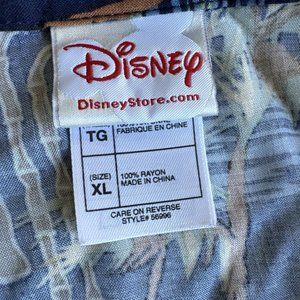 Disney
DisneyStore.com
TG
FABRIQUE EN CHINE
(SIZE)
XL
100% RAYON
MADE IN CHINA
CARE ON REVERSE
STYLE# 56996